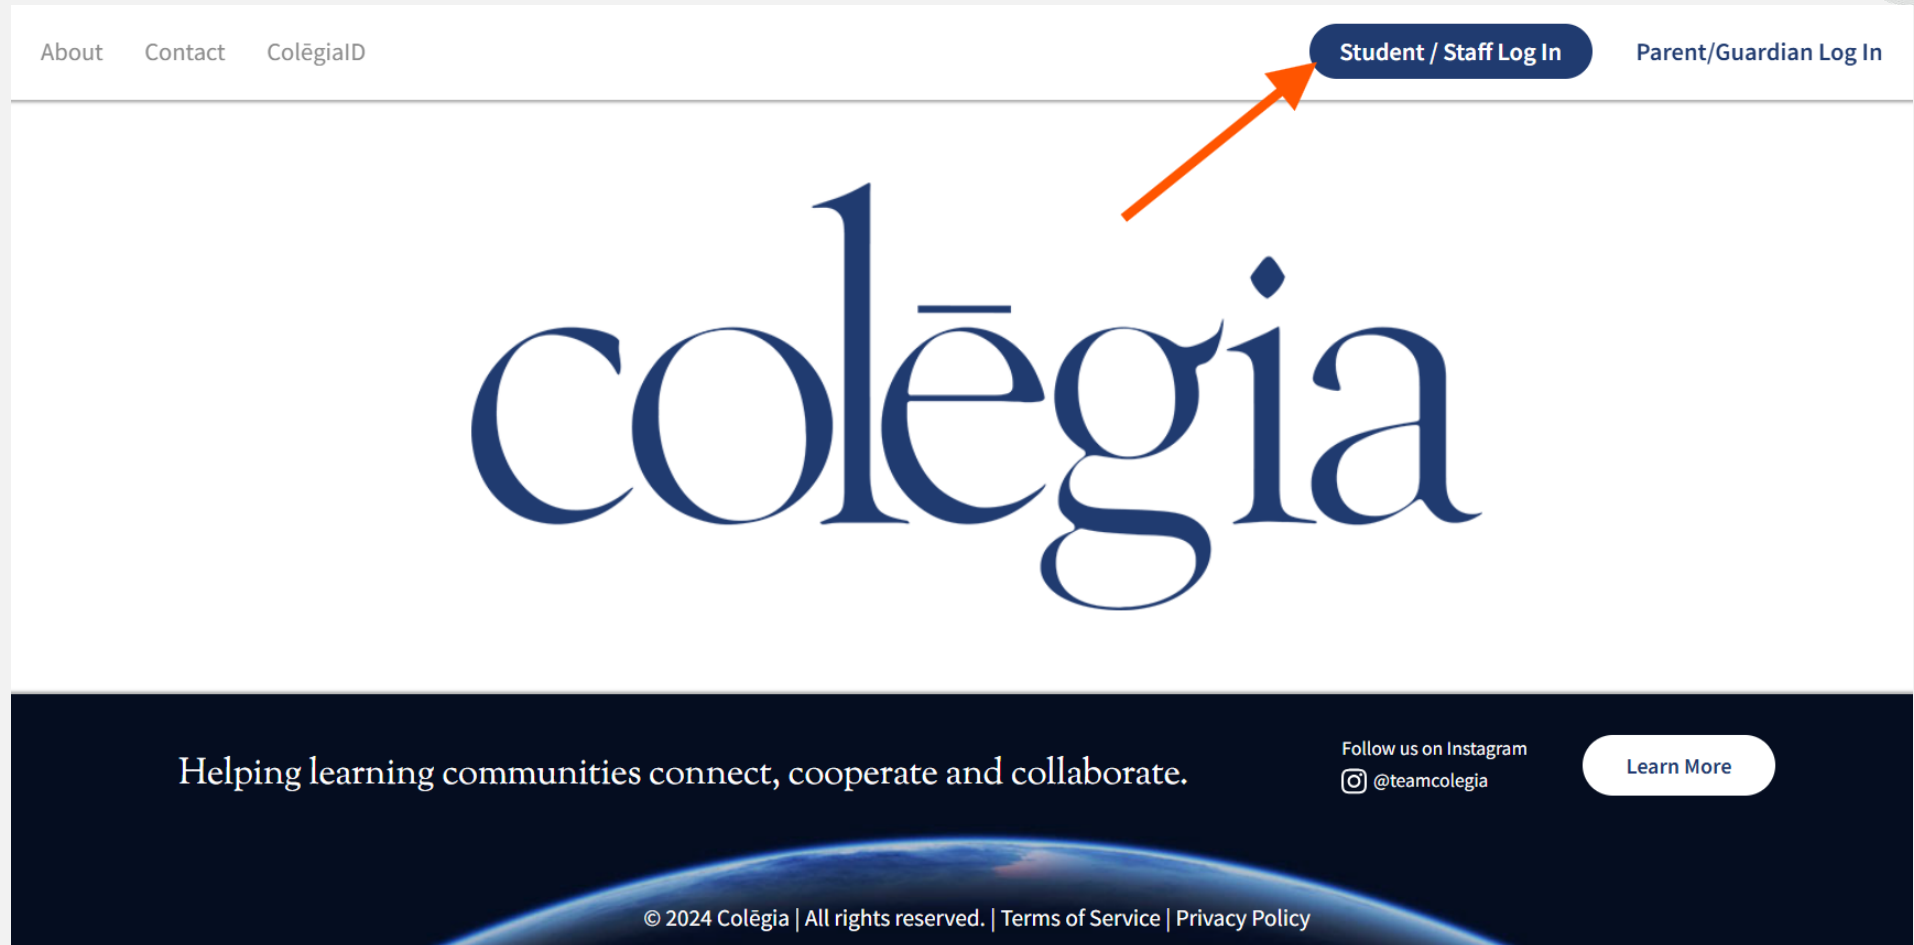 About Contact ColēgiaID Student / Staff Log In Parent/Guardian Log In
colēgia
Helping learning communities connect, cooperate and collaborate.
Follow us on Instagram
@teamcolegia
Learn More
© 2024 Colēgia | All rights reserved. | Terms of Service | Privacy Policy